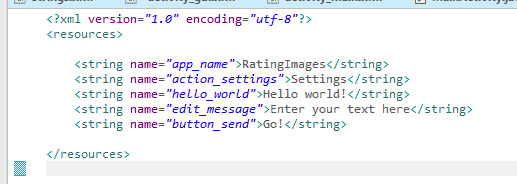 <?xml version="1.0" encoding="utf-8"?>
<resources>
<string name="app_name">RatingImages</string>
<string name="action_settings">Settings</string>
<string name="hello_world">Hello world!</string>
<string name="edit_message">Enter your text here</string>
<string name="button_send">Go!</string>
</resources>